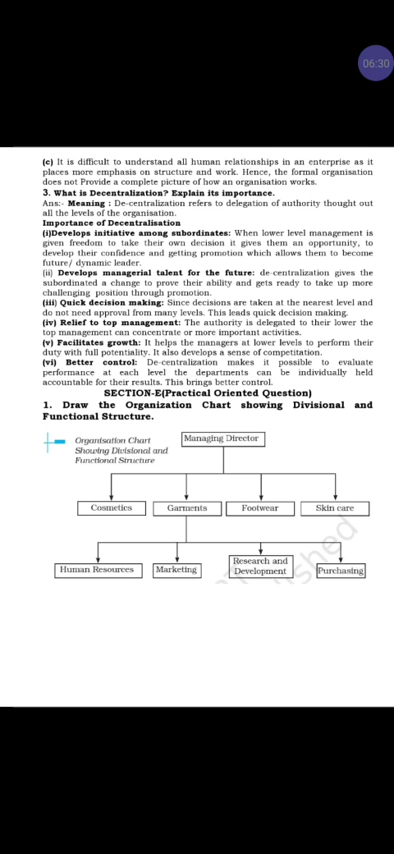 06:30
(c) It is difficult to understand all human relationships in an enterprise as it
places more emphasis on structure and work. Hence, the formal organisation
does not Provide a complete picture of how an organisation works.
3. What is Decentralization? Explain its importance.
Ans:- Meaning : De-centralization refers to delegation of authority thought out
all the levels of the organisation.
Importance of Decentralisation
(i)Develops initiative among subordinates: When lower level management is
given freedom to take their own decision it gives them an opportunity, to
develop their confidence and getting promotion which allows them to become
future/ dynamic leader.
(ii) Develops managerial talent for the future: de-centralization gives the
subordinated a change to prove their ability and gets ready to take up more
challenging position through promotion.
(iii) Quick decision making: Since decisions are taken at the nearest level and
do not need approval from many levels. This leads quick decision making.
(iv) Relief to top management: The authority is delegated to their lower the
top management can concentrate or more important activities.
(v) Facilitates growth: It helps the managers at lower levels to perform their
duty with full potentiality. It also develops a sense of competitation.
(vi) Better control: De-centralization makes it possible to evaluate
performance at each level the departments can be individually held
accountable for their results. This brings better control.
SECTION-E(Practical Oriented Question)
1. Draw the Organization Chart showing Divisional and
Functional Structure.
Organisation Chart
Showing Divisional and
Functional Structure
Managing Director
Cosmetics Garments Footwear Skin care
Human Resources Marketing Research and Development Purchasing